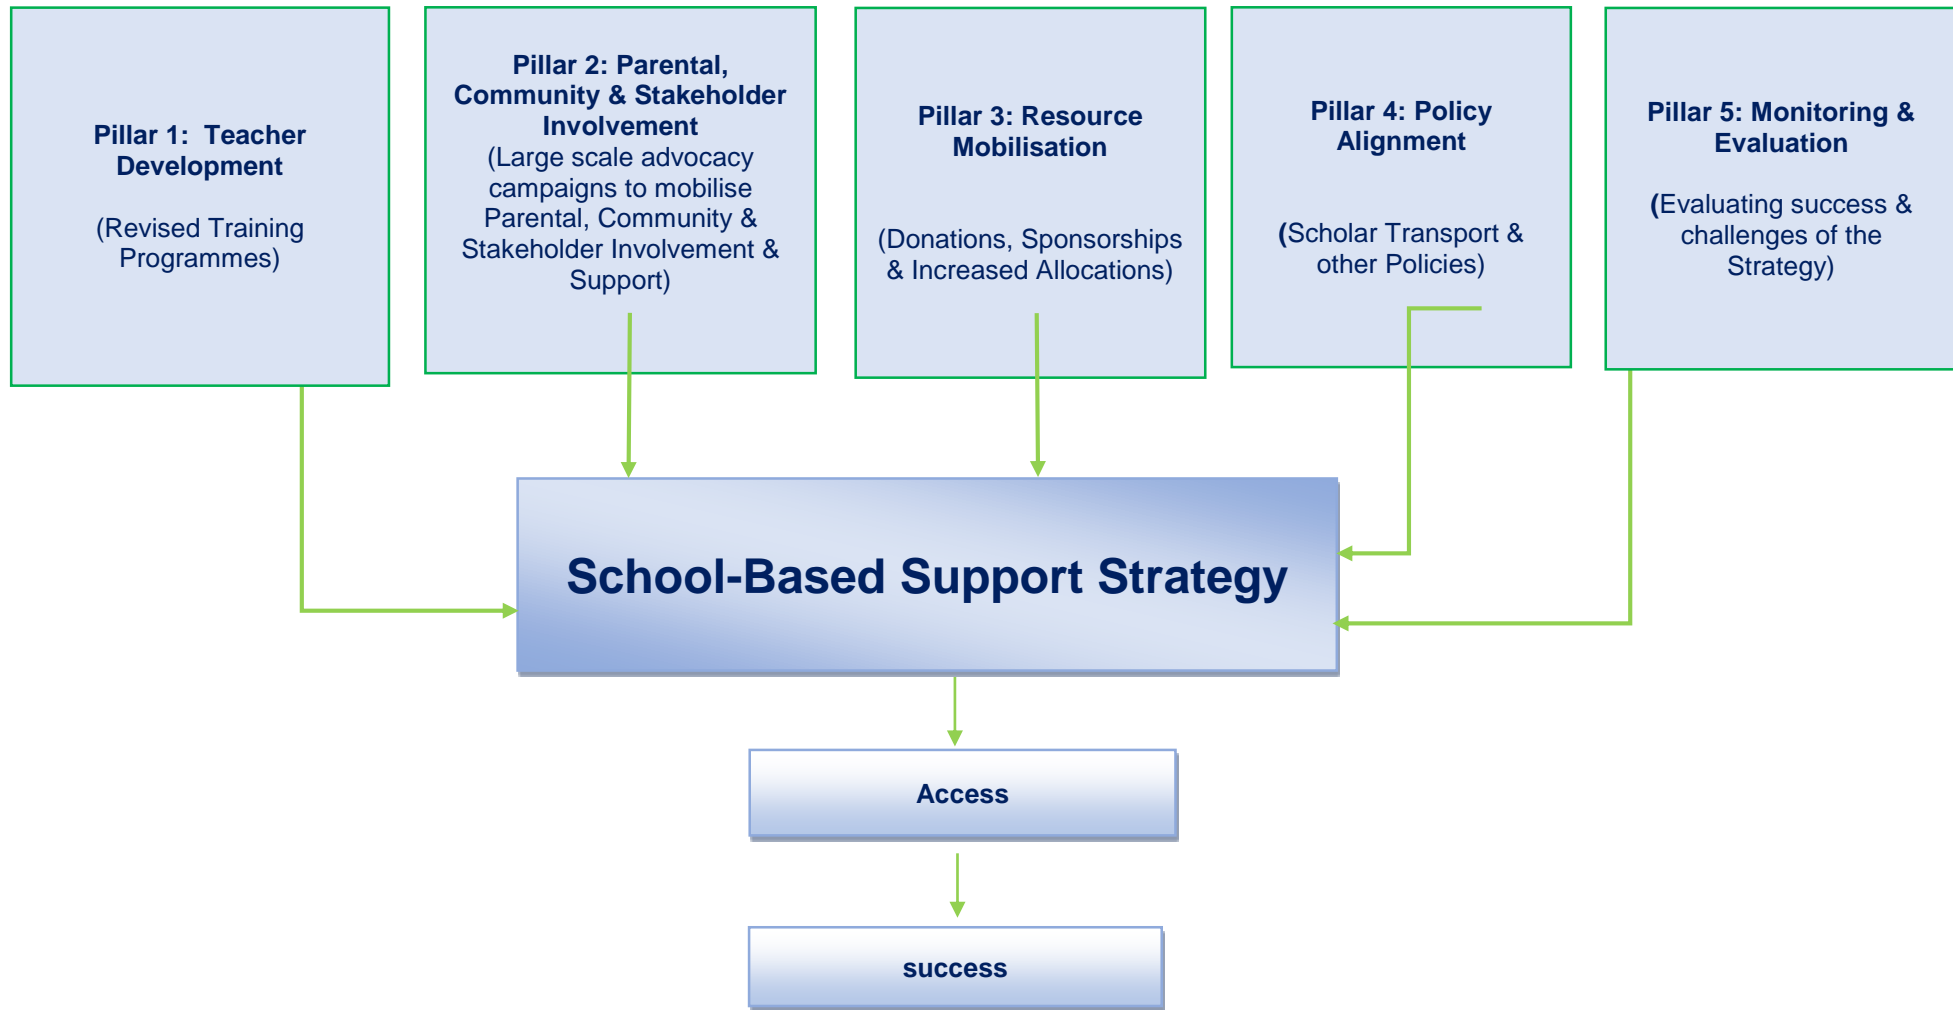 Pillar 1:  Teacher
Development
(Revised Training
Programmes)
Pillar 2: Parental,
Community & Stakeholder
Involvement
(Large scale advocacy
campaigns to mobilise
Parental, Community &
Stakeholder Involvement &
Support)
Pillar 3: Resource
Mobilisation
(Donations, Sponsorships
& Increased Allocations)
Pillar 4: Policy
Alignment
(Scholar Transport &
other Policies)
Pillar 5: Monitoring &
Evaluation
(Evaluating success &
challenges of the
Strategy)
School-Based Support Strategy
Access
success